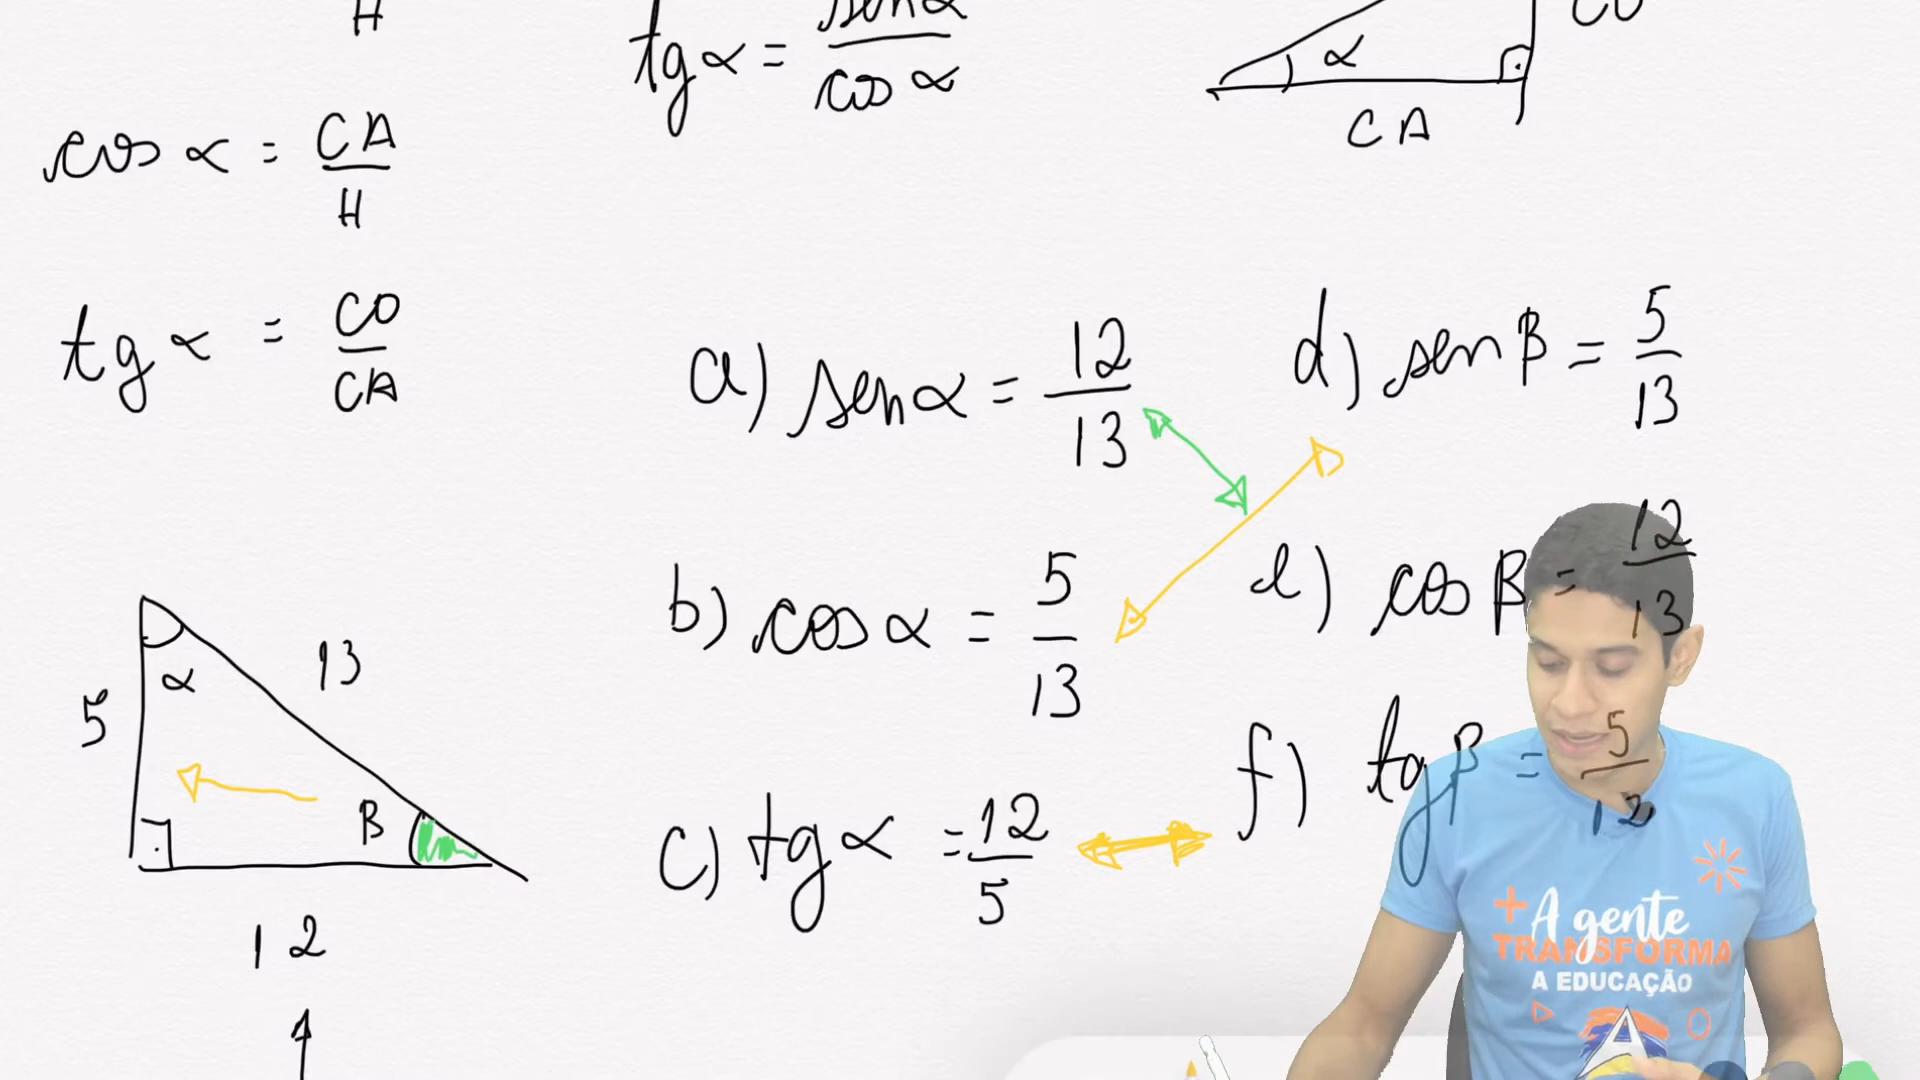 H
tg α = sen α / cos α
CO
α
CA
cos α = CA / H
tg α = CO / CA
a) sen α = 12 / 13
d) sen β = 5 / 13
b) cos α = 5 / 13
e) cos β = 12 / 13
c) tg α = 12 / 5
f) tg β = 5 / 12
α
13
5
β
12
+
A gente
TRANSFORMA
A EDUCAÇÃO